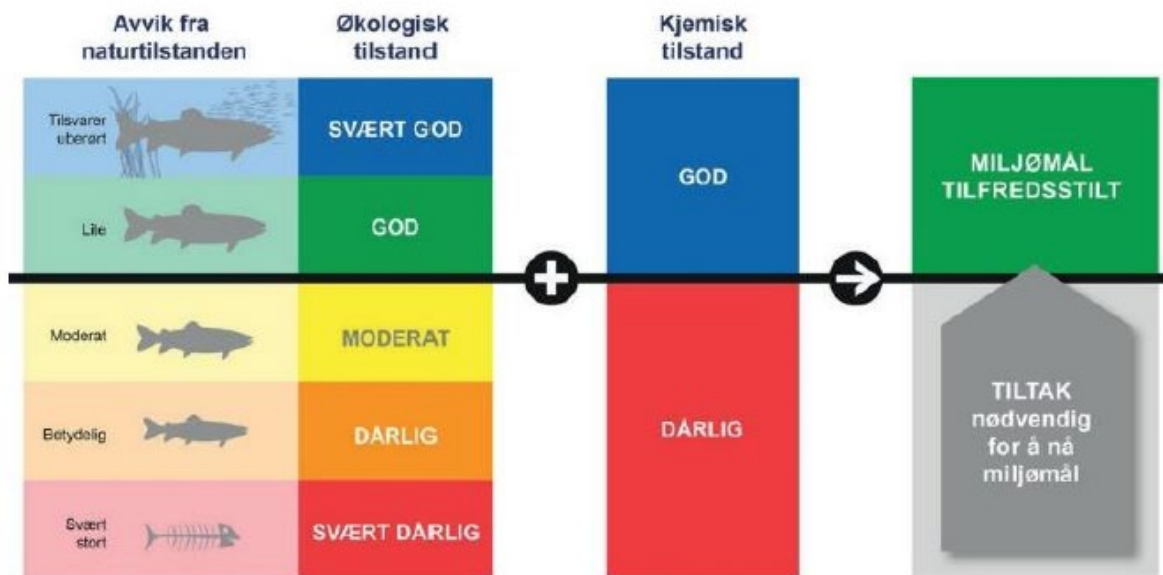 Avvik fra
naturtilstanden
Økologisk
tilstand
Kjemisk
tilstand
Tilsvarer
uberørt
SVÆRT GOD
GOD
MILJØMÅL
TILFREDSSTILT
Lite
GOD
Moderat
MODERAT
Betydelig
DÅRLIG
DÅRLIG
TILTAK
nødvendig
for å nå
miljømål
Svært
stort
SVÆRT DÅRLIG